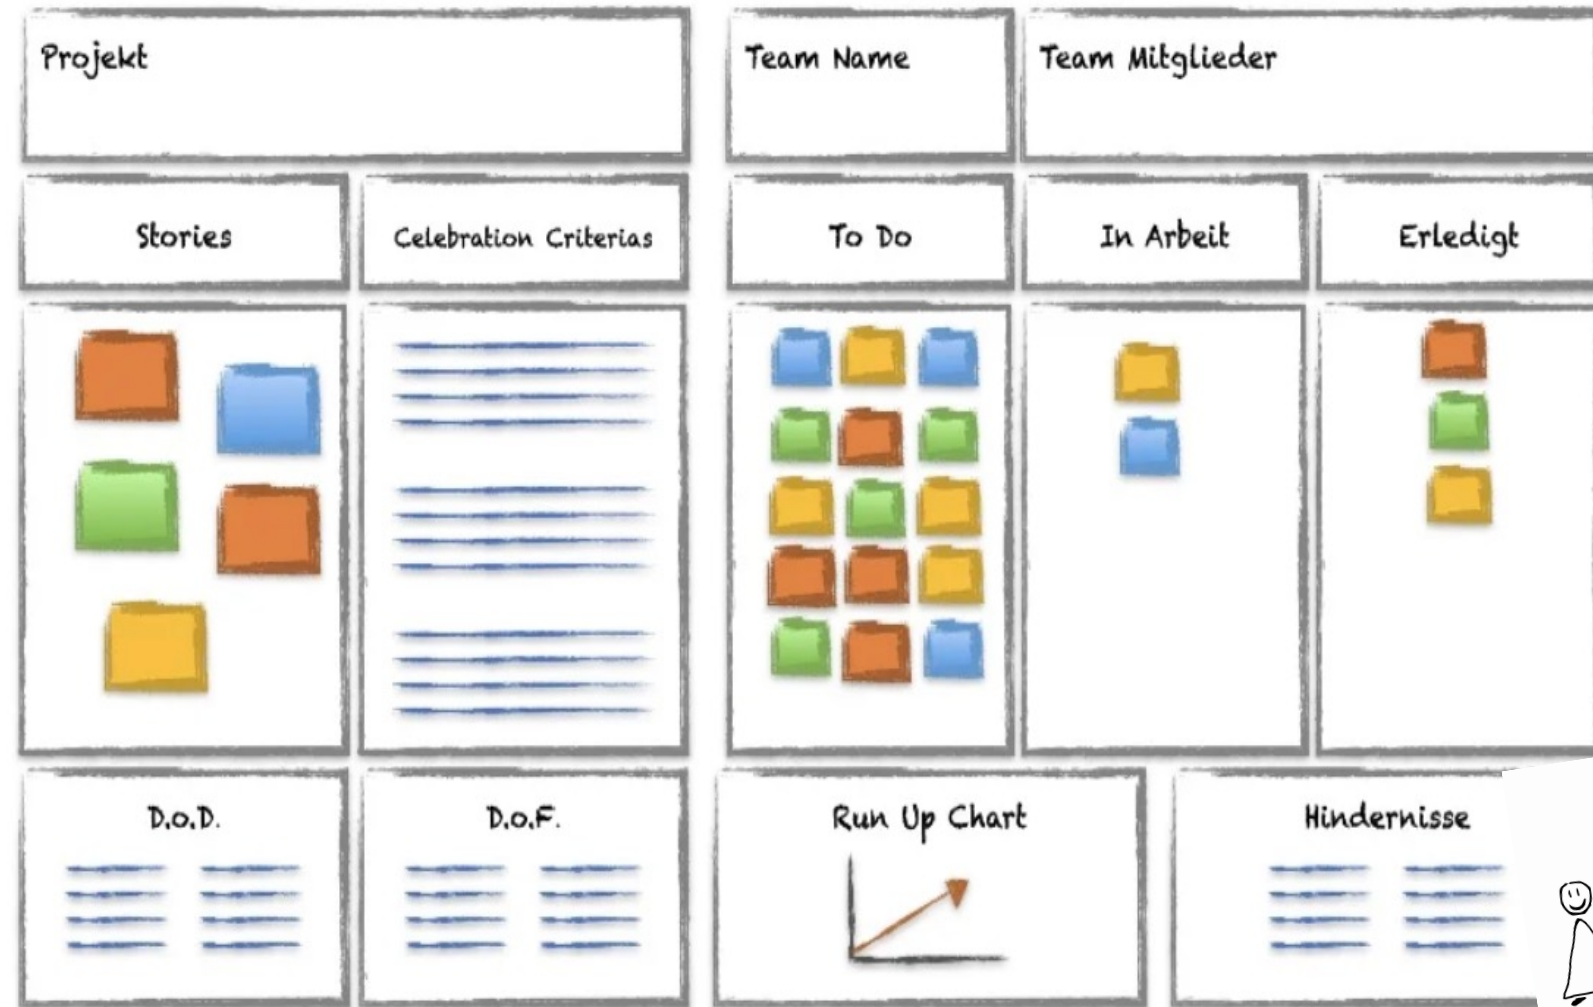 Projekt
Team Name
Team Mitglieder
Stories
Celebration Criterias
To Do
In Arbeit
Erledigt
D.o.D.
D.o.F.
Run Up Chart
Hindernisse